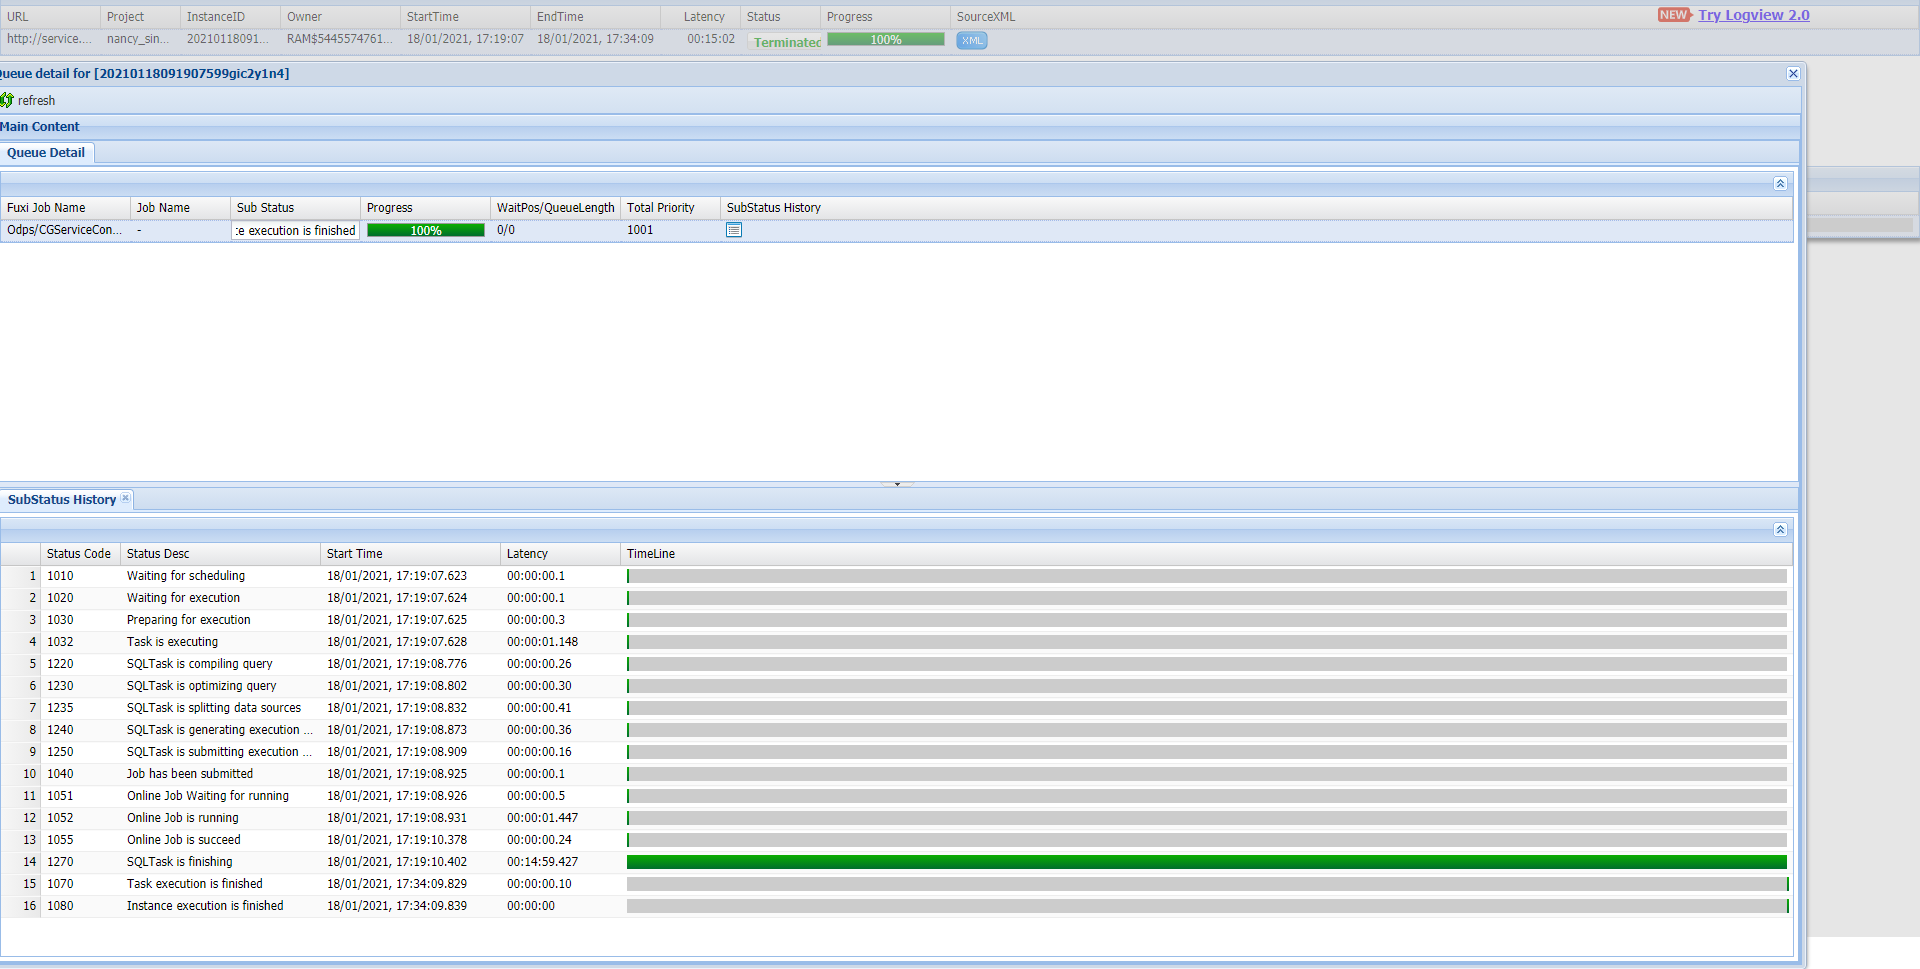 URL Project InstanceID Owner StartTime EndTime Latency Status Progress SourceXML NEW Try Logview 2.0
http://service.... nancy_sin... 20210118091... RAM$5445574761... 18/01/2021, 17:19:07 18/01/2021, 17:34:09 00:15:02 Terminated 100% XML
Queue detail for [20210118091907599gic2y1n4]
refresh
Main Content
Queue Detail
Fuxi Job Name Job Name Sub Status Progress WaitPos/QueueLength Total Priority SubStatus History
Odps/CGServiceCon... - :e execution is finished 100% 0/0 1001
SubStatus History
Status Code Status Desc Start Time Latency TimeLine
1 1010 Waiting for scheduling 18/01/2021, 17:19:07.623 00:00:00.1
2 1020 Waiting for execution 18/01/2021, 17:19:07.624 00:00:00.1
3 1030 Preparing for execution 18/01/2021, 17:19:07.625 00:00:00.3
4 1032 Task is executing 18/01/2021, 17:19:07.628 00:00:01.148
5 1220 SQLTask is compiling query 18/01/2021, 17:19:08.776 00:00:00.26
6 1230 SQLTask is optimizing query 18/01/2021, 17:19:08.802 00:00:00.30
7 1235 SQLTask is splitting data sources 18/01/2021, 17:19:08.832 00:00:00.41
8 1240 SQLTask is generating execution ... 18/01/2021, 17:19:08.873 00:00:00.36
9 1250 SQLTask is submitting execution ... 18/01/2021, 17:19:08.909 00:00:00.16
10 1040 Job has been submitted 18/01/2021, 17:19:08.925 00:00:00.1
11 1051 Online Job Waiting for running 18/01/2021, 17:19:08.926 00:00:00.5
12 1052 Online Job is running 18/01/2021, 17:19:08.931 00:00:01.447
13 1055 Online Job is succeed 18/01/2021, 17:19:10.378 00:00:00.24
14 1270 SQLTask is finishing 18/01/2021, 17:19:10.402 00:14:59.427
15 1070 Task execution is finished 18/01/2021, 17:34:09.829 00:00:00.10
16 1080 Instance execution is finished 18/01/2021, 17:34:09.839 00:00:00